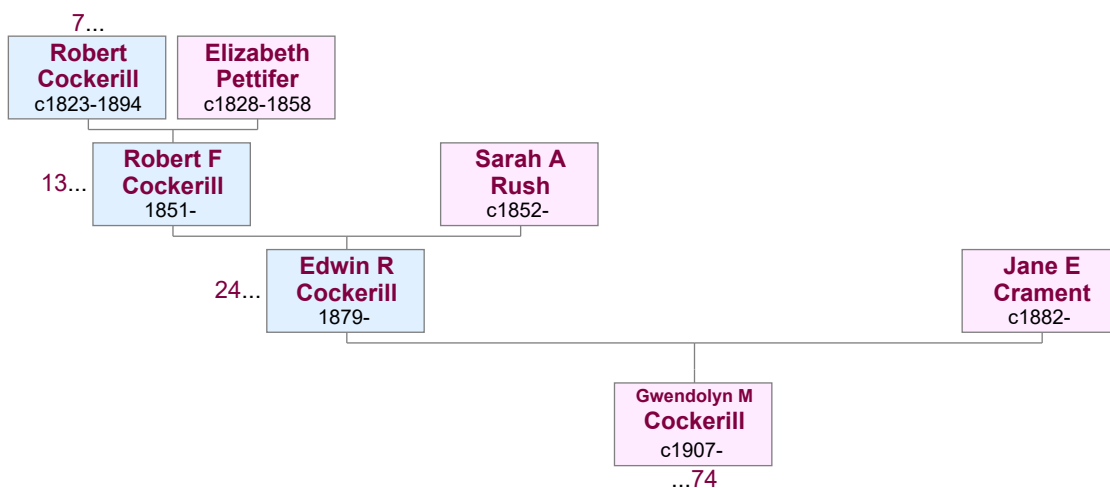 7...
Robert
Cockerill
c1823-1894
Elizabeth
Pettifer
c1828-1858
13...
Robert F
Cockerill
1851-
Sarah A
Rush
c1852-
24...
Edwin R
Cockerill
1879-
Jane E
Crament
c1882-
Gwendolyn M
Cockerill
c1907-
...74